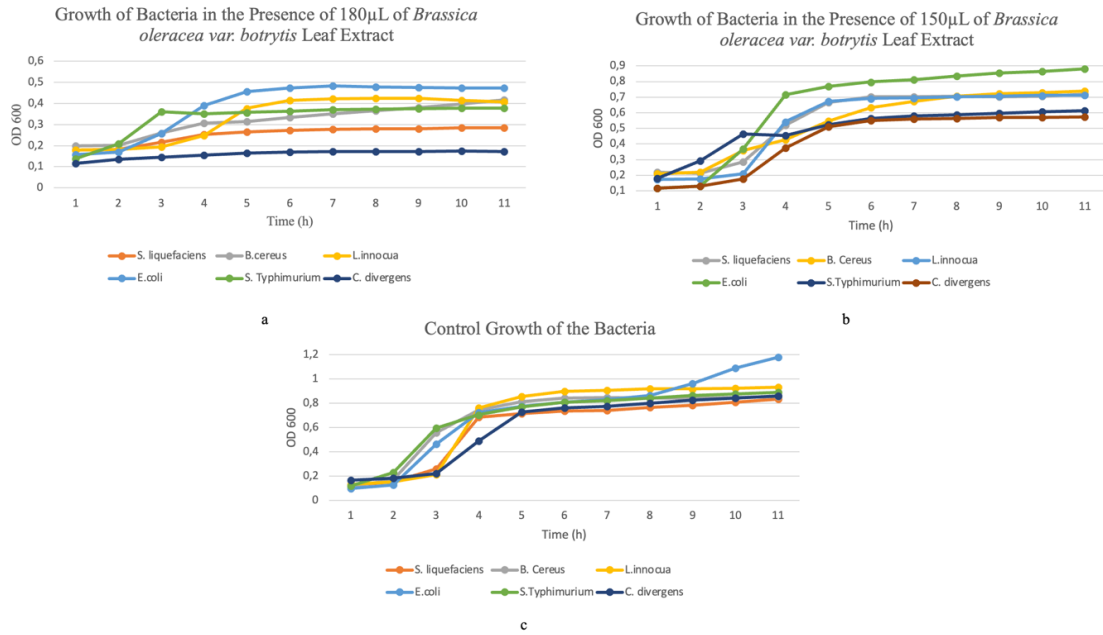 Growth of Bacteria in the Presence of 180µL of Brassica
oleracea var. botrytis Leaf Extract
0,6
0,5
0,4
0,3
0,2
0,1
0
OD 600
1 2 3 4 5 6 7 8 9 10 11
Time (h)
S. liquefaciens B.cereus L.innocua
E.coli S. Typhimurium C. divergens
a
Growth of Bacteria in the Presence of 150µL of Brassica
oleracea var. botrytis Leaf Extract
0,9
0,8
0,7
0,6
0,5
0,4
0,3
0,2
0,1
OD 600
1 2 3 4 5 6 7 8 9 10 11
Time (h)
S. liquefaciens B. Cereus L.innocua
E.coli S.Typhimurium C. divergens
b
Control Growth of the Bacteria
1,2
1
0,8
0,6
0,4
0,2
0
OD 600
1 2 3 4 5 6 7 8 9 10 11
Time (h)
S. liquefaciens B. Cereus L.innocua
E.coli S.Typhimurium C. divergens
c